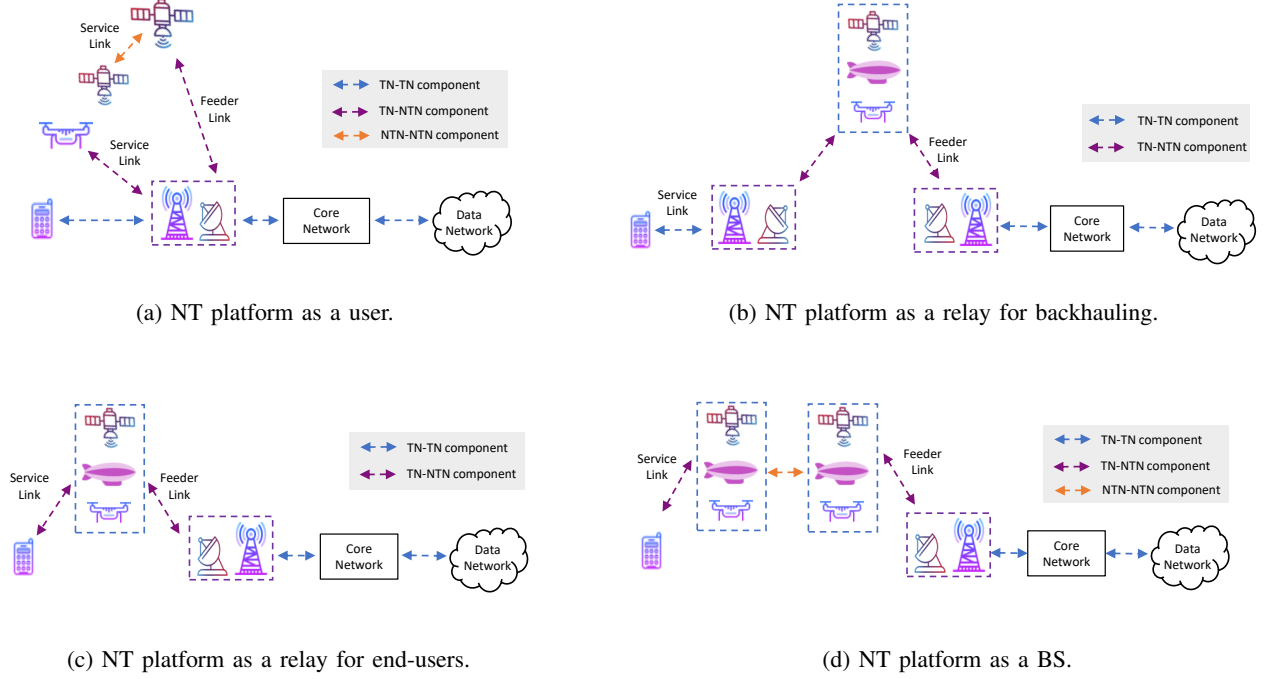 Service
Link
Feeder
Link
Service
Link
TN-TN component
TN-NTN component
NTN-NTN component
Core
Network
Data
Network
(a) NT platform as a user.
Service
Link
Feeder
Link
TN-TN component
TN-NTN component
Core
Network
Data
Network
(b) NT platform as a relay for backhauling.
Service
Link
Feeder
Link
TN-TN component
TN-NTN component
Core
Network
Data
Network
(c) NT platform as a relay for end-users.
Service
Link
Feeder
Link
TN-TN component
TN-NTN component
NTN-NTN component
Core
Network
Data
Network
(d) NT platform as a BS.